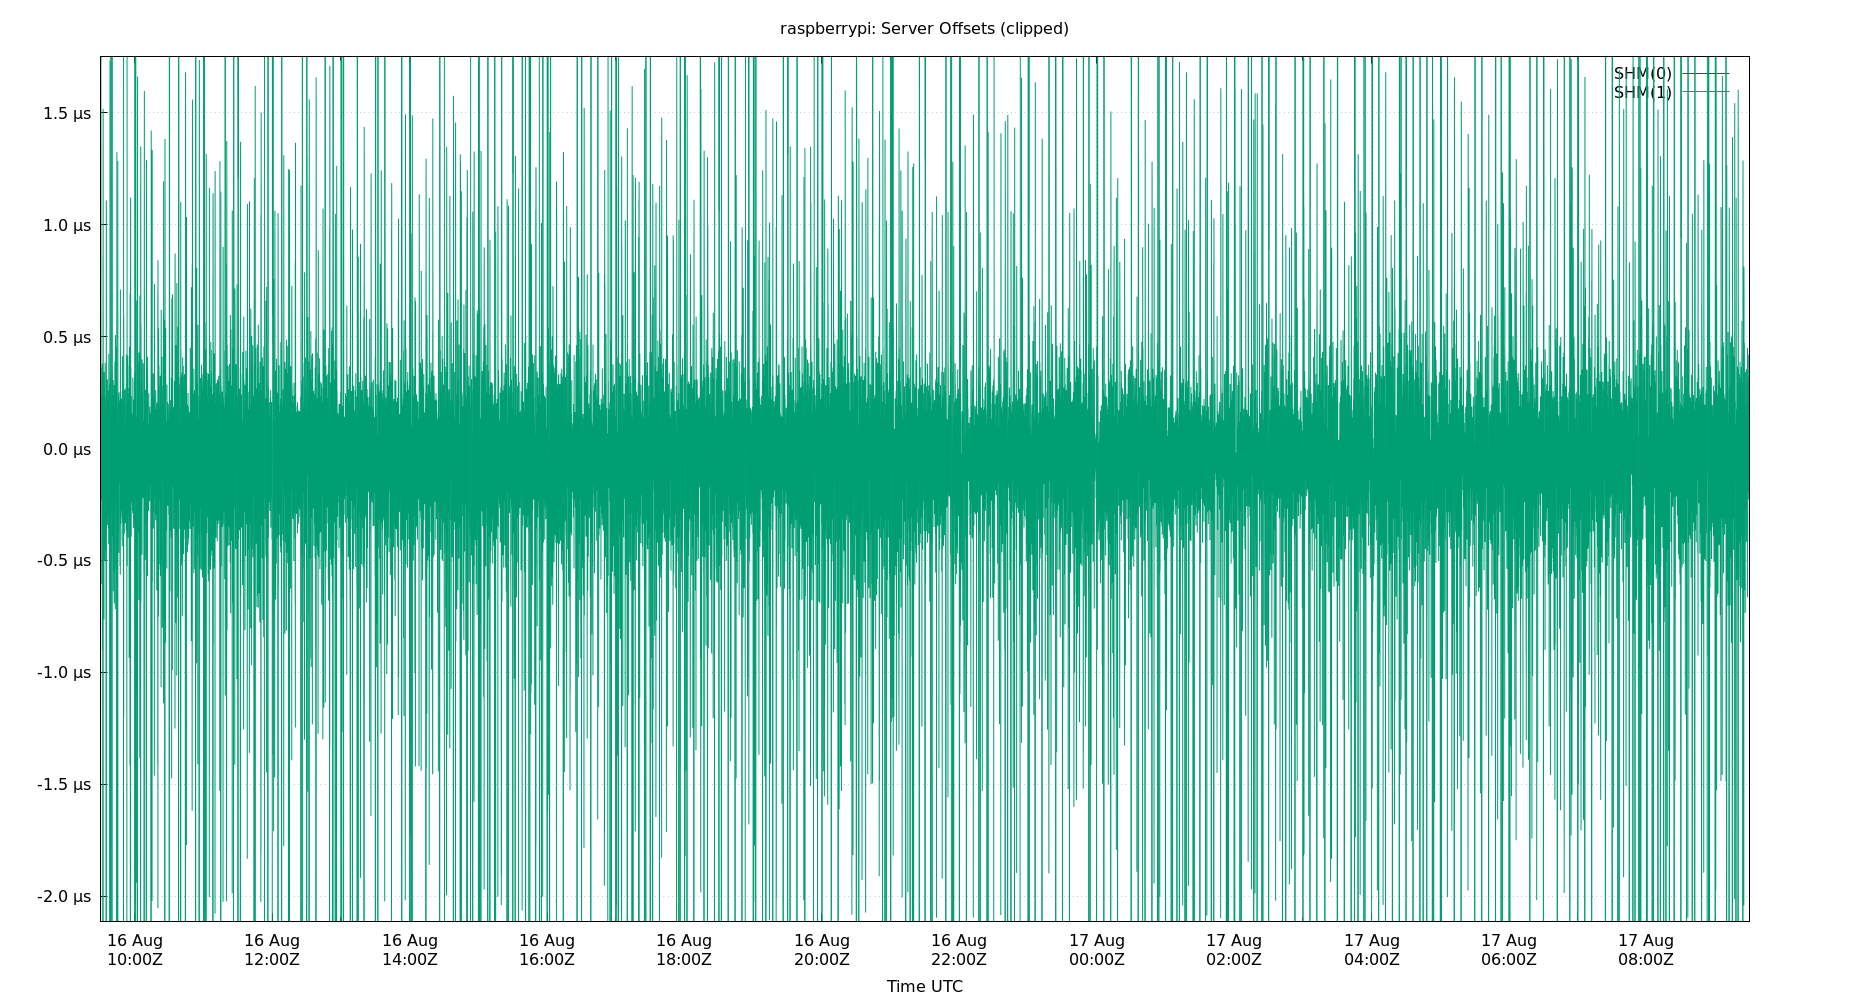 raspberrypi: Server Offsets (clipped)
SHM(0)
SHM(1)
1.5 µs
1.0 µs
0.5 µs
0.0 µs
-0.5 µs
-1.0 µs
-1.5 µs
-2.0 µs
16 Aug 16 Aug 16 Aug 16 Aug 16 Aug 16 Aug 16 Aug 17 Aug 17 Aug 17 Aug 17 Aug 17 Aug
10:00Z 12:00Z 14:00Z 16:00Z 18:00Z 20:00Z 22:00Z 00:00Z 02:00Z 04:00Z 06:00Z 08:00Z
Time UTC